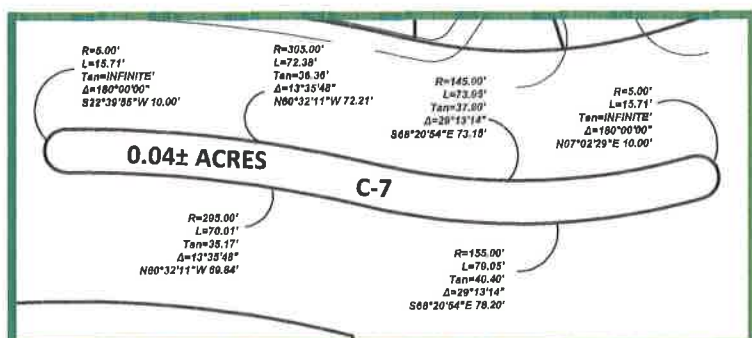 R=5.00'
L=15.71'
Tan=INFINITE'
Δ=180°00'00"
S22°39'55"W 10.00'
R=305.00'
L=72.38'
Tan=36.36'
Δ=13°35'48"
N60°32'11"W 72.21'
R=145.00'
L=73.95'
Tan=37.80'
Δ=29°13'14"
S68°20'54"E 73.15'
R=5.00'
L=15.71'
Tan=INFINITE'
Δ=180°00'00"
N07°02'29"E 10.00'
0.04± ACRES
C-7
R=295.00'
L=70.01'
Tan=35.17'
Δ=13°35'48"
N60°32'11"W 69.84'
R=155.00'
L=79.05'
Tan=40.40'
Δ=29°13'14"
S68°20'54"E 78.20'